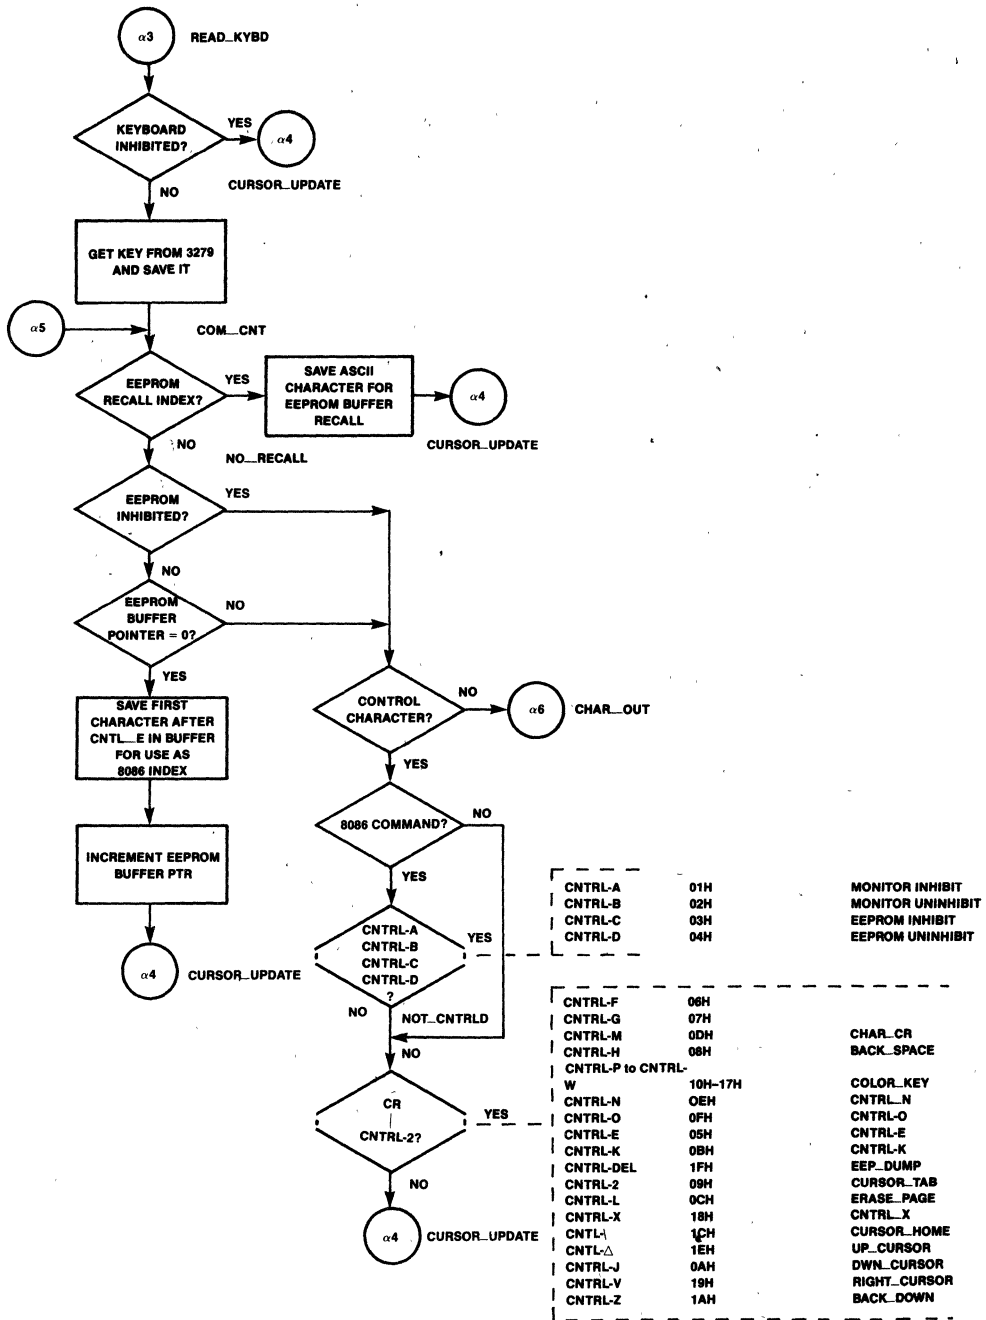 α3 READ_KYBD
KEYBOARD
INHIBITED?
YES
α4
CURSOR_UPDATE
NO
GET KEY FROM 3279
AND SAVE IT
α5
COM_CNT
EEPROM
RECALL INDEX?
YES
SAVE ASCII
CHARACTER FOR
EEPROM BUFFER
RECALL
α4
CURSOR_UPDATE
NO
NO_RECALL
EEPROM
INHIBITED?
YES
NO
EEPROM
BUFFER
POINTER = 0?
NO
YES
SAVE FIRST
CHARACTER AFTER
CNTL_E IN BUFFER
FOR USE AS
8086 INDEX
INCREMENT EEPROM
BUFFER PTR
α4
CURSOR_UPDATE
CONTROL
CHARACTER?
NO
α6
CHAR_OUT
YES
8086 COMMAND?
NO
YES
CNTRL-A
CNTRL-B
CNTRL-C
CNTRL-D
?
YES
NO
NOT_CNTRLD
NO
CR
CNTRL-2?
YES
NO
α4
CURSOR_UPDATE
CNTRL-A 01H MONITOR INHIBIT
CNTRL-B 02H MONITOR UNINHIBIT
CNTRL-C 03H EEPROM INHIBIT
CNTRL-D 04H EEPROM UNINHIBIT
CNTRL-F 06H
CNTRL-G 07H
CNTRL-M 0DH CHAR_CR
CNTRL-H 08H BACK_SPACE
CNTRL-P to CNTRL-
W 10H–17H COLOR_KEY
CNTRL-N OEH CNTRL_N
CNTRL-O 0FH CNTRL-O
CNTRL-E 05H CNTRL-E
CNTRL-K 0BH CNTRL-K
CNTRL-DEL 1FH EEP_DUMP
CNTRL-2 09H CURSOR_TAB
CNTRL-L 0CH ERASE_PAGE
CNTRL-X 18H CNTRL_X
CNTL-\ 1CH CURSOR_HOME
CNTL-△ 1EH UP_CURSOR
CNTRL-J 0AH DWN_CURSOR
CNTRL-V 19H RIGHT_CURSOR
CNTRL-Z 1AH BACK_DOWN